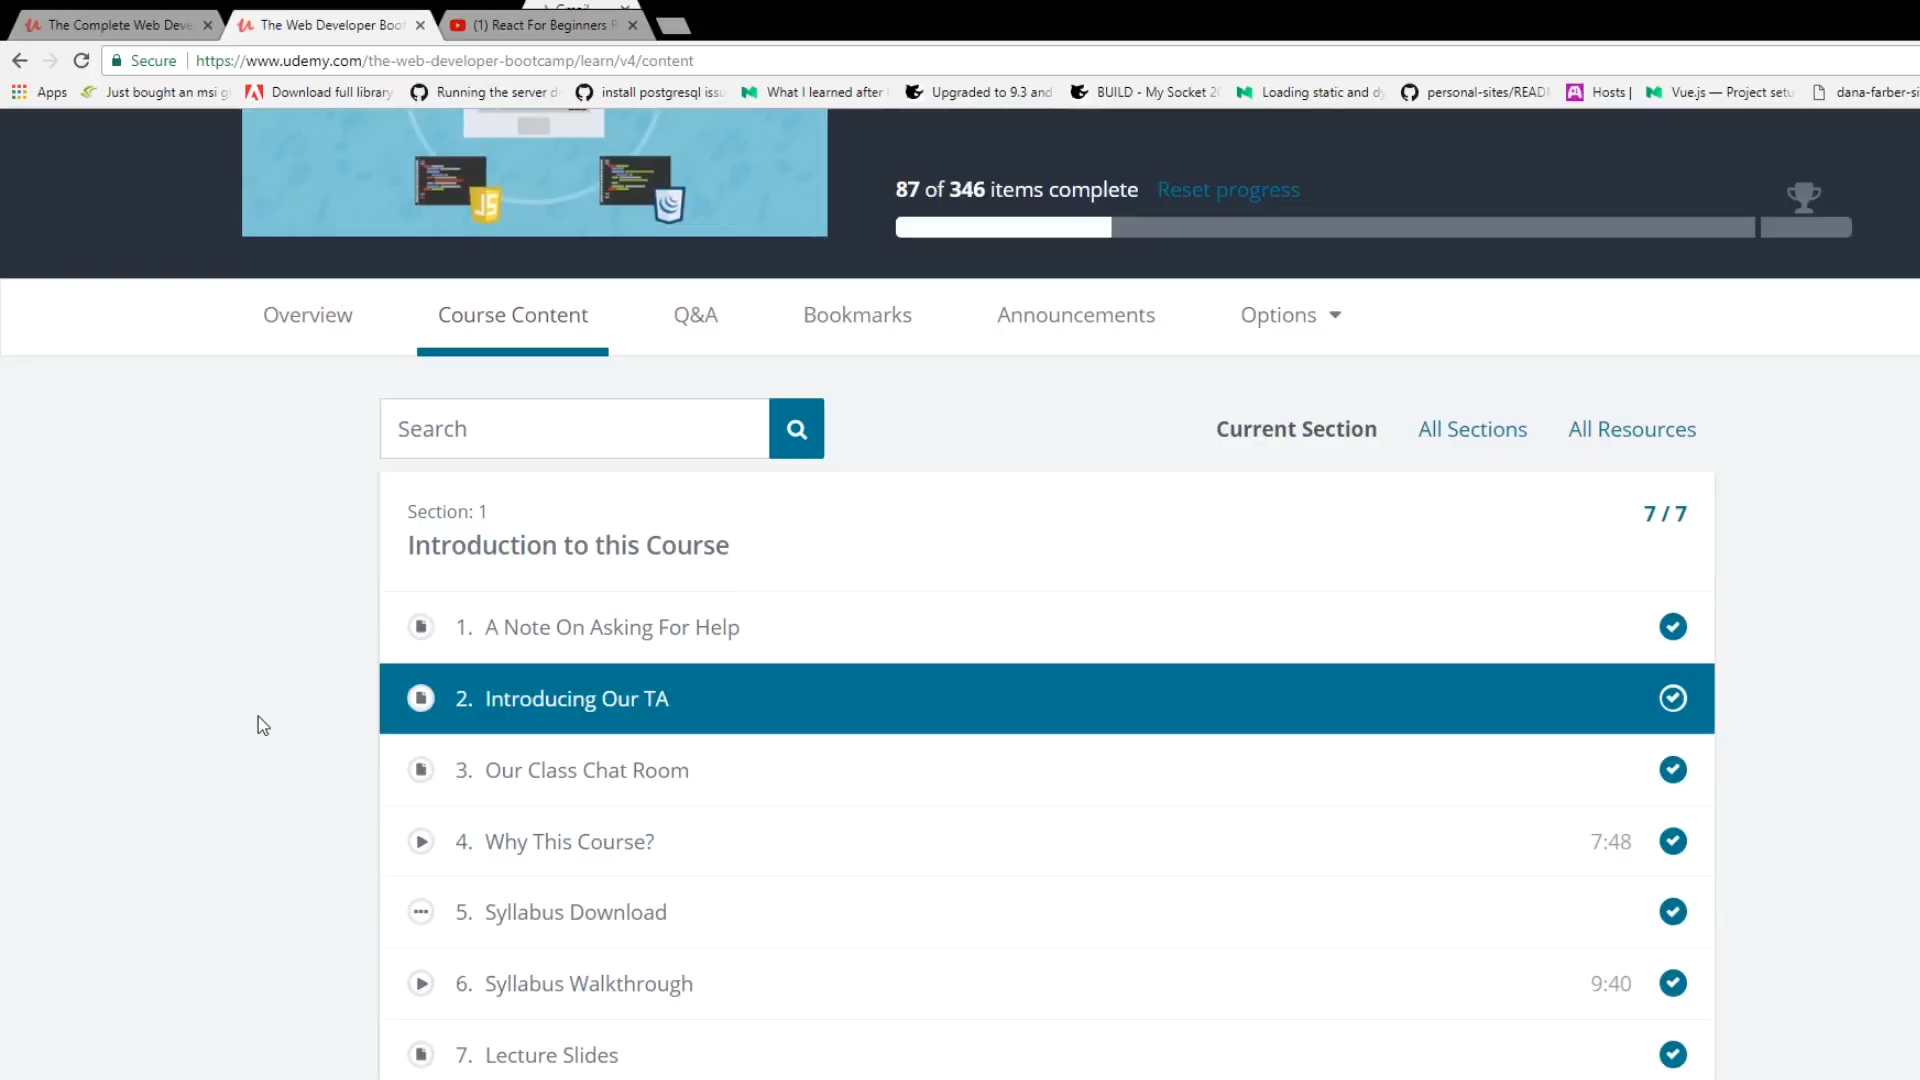 The Complete Web Deve
The Web Developer Boot
(1) React For Beginners
Secure https://www.udemy.com/the-web-developer-bootcamp/learn/v4/content
Apps Just bought an msi g Download full library Running the server d install postgresql issu What I learned after Upgraded to 9.3 and BUILD - My Socket 20 Loading static and dy personal-sites/READ Hosts | Vue.js — Project setu dana-farber-si
JS
87 of 346 items complete Reset progress
Overview Course Content Q&A Bookmarks Announcements Options
Search
Current Section All Sections All Resources
Section: 1
7 / 7
Introduction to this Course
1. A Note On Asking For Help
2. Introducing Our TA
3. Our Class Chat Room
4. Why This Course? 7:48
5. Syllabus Download
6. Syllabus Walkthrough 9:40
7. Lecture Slides